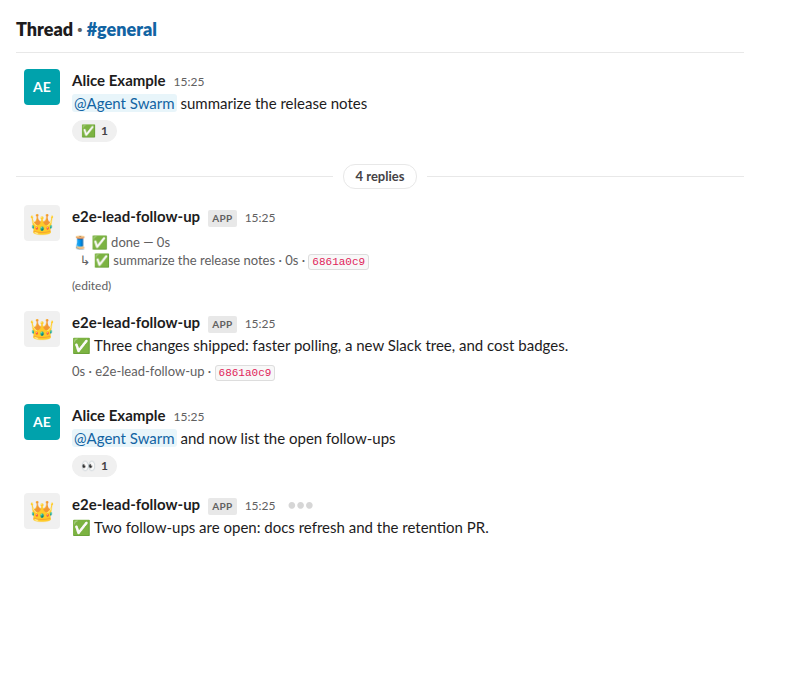 Thread • #general
AE
Alice Example 15:25
@Agent Swarm summarize the release notes
✅ 1
4 replies
e2e-lead-follow-up APP 15:25
🧵 ✅ done — 0s
↳ ✅ summarize the release notes · 0s · 6861a0c9
(edited)
e2e-lead-follow-up APP 15:25
✅ Three changes shipped: faster polling, a new Slack tree, and cost badges.
0s · e2e-lead-follow-up · 6861a0c9
AE
Alice Example 15:25
@Agent Swarm and now list the open follow-ups
👀 1
e2e-lead-follow-up APP 15:25
✅ Two follow-ups are open: docs refresh and the retention PR.